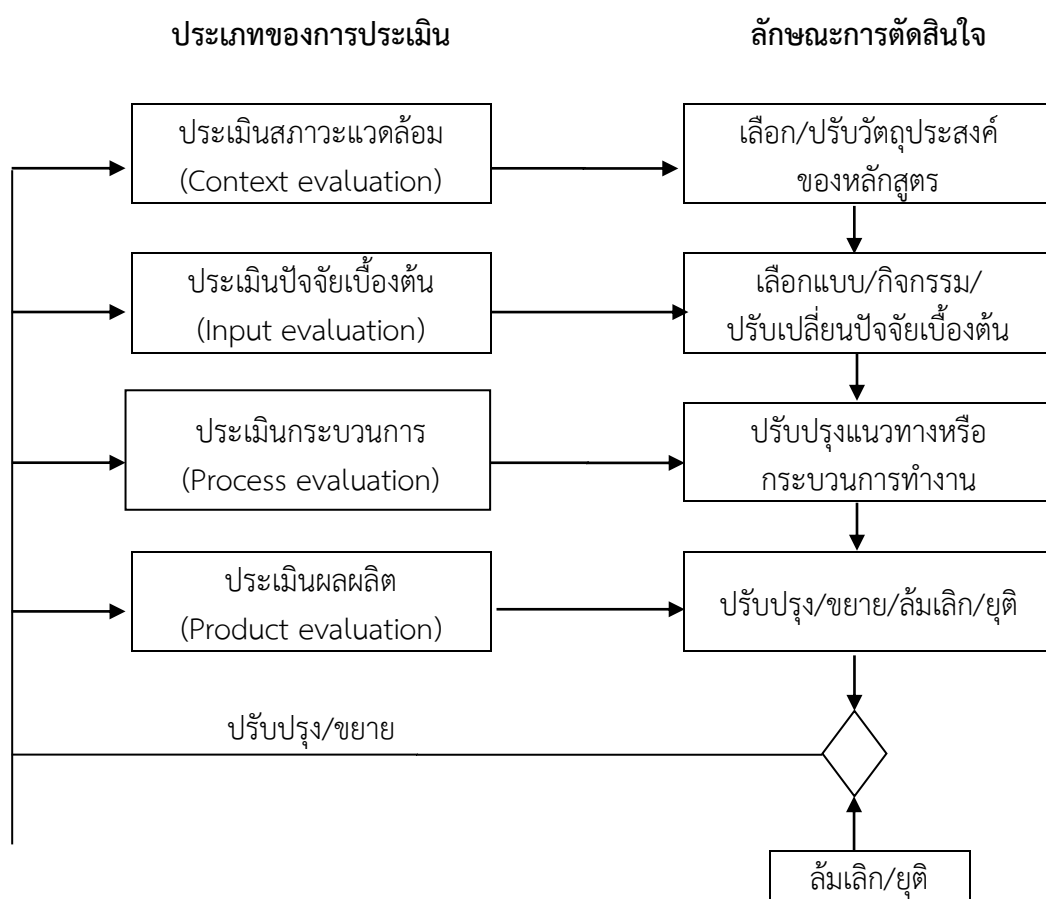 ประเภทของการประเมิน
ลักษณะการตัดสินใจ
ประเมินสภาวะแวดล้อม
(Context evaluation)
เลือก/ปรับวัตถุประสงค์
ของหลักสูตร
ประเมินปัจจัยเบื้องต้น
(Input evaluation)
เลือกแบบ/กิจกรรม/
ปรับเปลี่ยนปัจจัยเบื้องต้น
ประเมินกระบวนการ
(Process evaluation)
ปรับปรุงแนวทางหรือ
กระบวนการทำงาน
ประเมินผลผลิต
(Product evaluation)
ปรับปรุง/ขยาย/ล้มเลิก/ยุติ
ปรับปรุง/ขยาย
ล้มเลิก/ยุติ